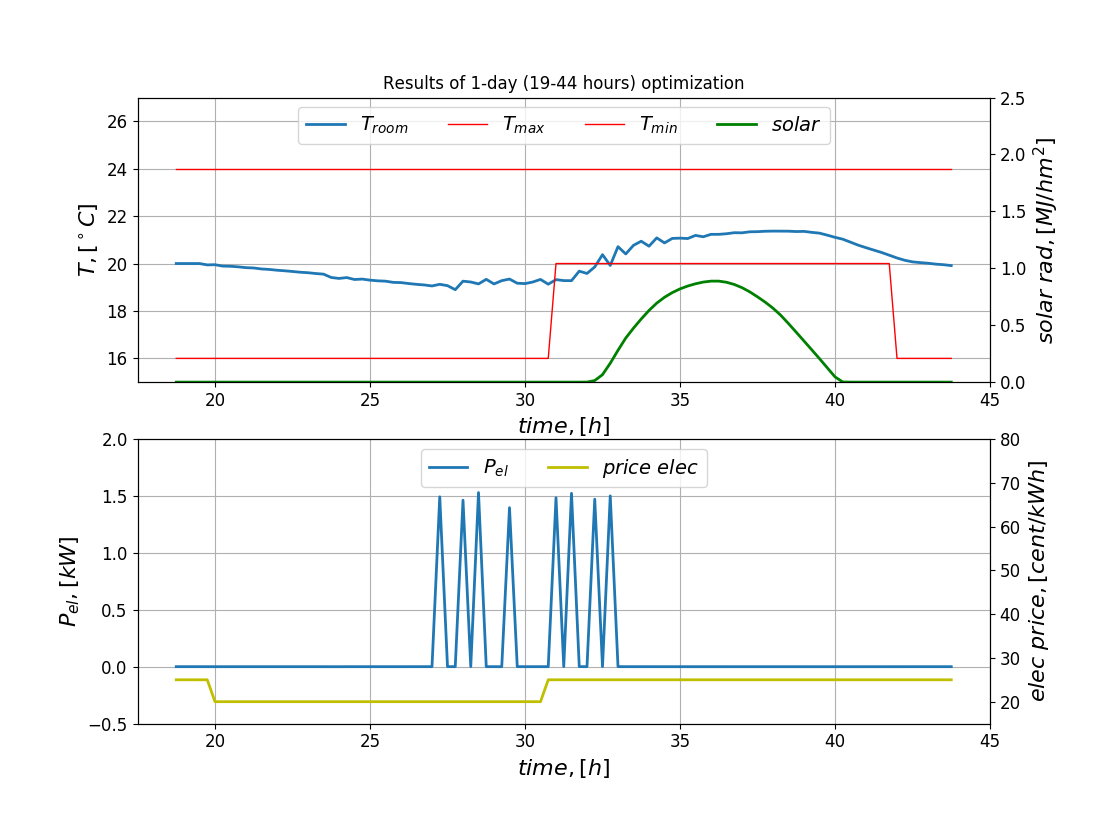 Results of 1-day (19-44 hours) optimization
T_room T_max T_min solar
26
24
22
20
18
16
T, [°C]
2.5
2.0
1.5
1.0
0.5
0.0
solar rad, [MJ/hm²]
20 25 30 35 40 45
time, [h]
P_el price elec
2.0
1.5
1.0
0.5
0.0
−0.5
P_el, [kW]
80
70
60
50
40
30
20
elec price, [cent/kWh]
20 25 30 35 40 45
time, [h]